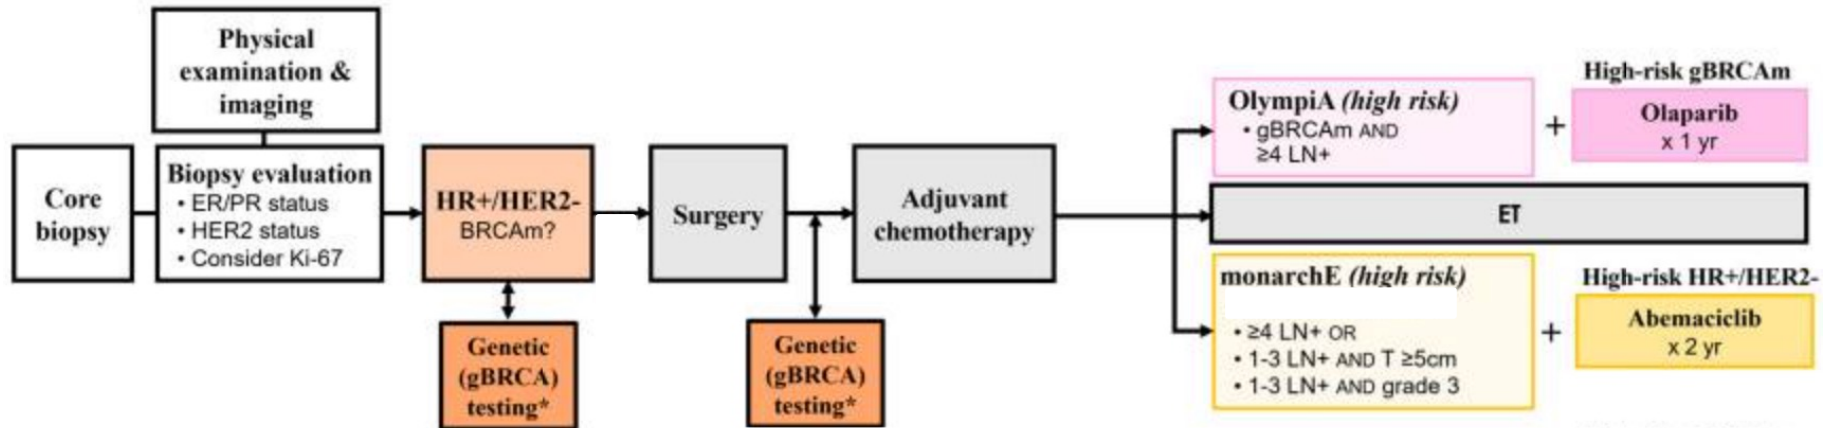 Physical
examination &
imaging
Core
biopsy
Biopsy evaluation
• ER/PR status
• HER2 status
• Consider Ki-67
HR+/HER2-
BRCAm?
Genetic
(gBRCA)
testing*
Surgery
Genetic
(gBRCA)
testing*
Adjuvant
chemotherapy
OlympiA (high risk)
• gBRCAm AND
≥4 LN+
+
High-risk gBRCAm
Olaparib
x 1 yr
ET
monarchE (high risk)
• ≥4 LN+ OR
• 1-3 LN+ AND T ≥5cm
• 1-3 LN+ AND grade 3
+
High-risk HR+/HER2-
Abemaciclib
x 2 yr